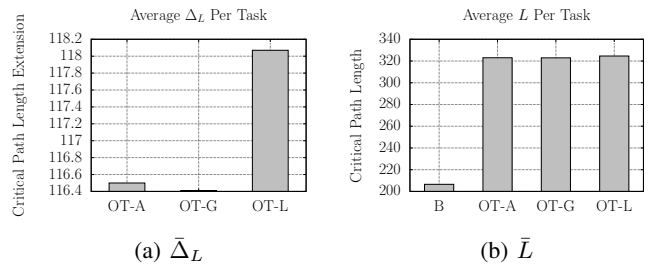 Average Δ_L Per Task
Critical Path Length Extension
118.2
118
117.8
117.6
117.4
117.2
117
116.8
116.6
116.4
OT-A OT-G OT-L
(a) Δ̄_L
Average L Per Task
Critical Path Length
340
320
300
280
260
240
220
200
B OT-A OT-G OT-L
(b) L̄